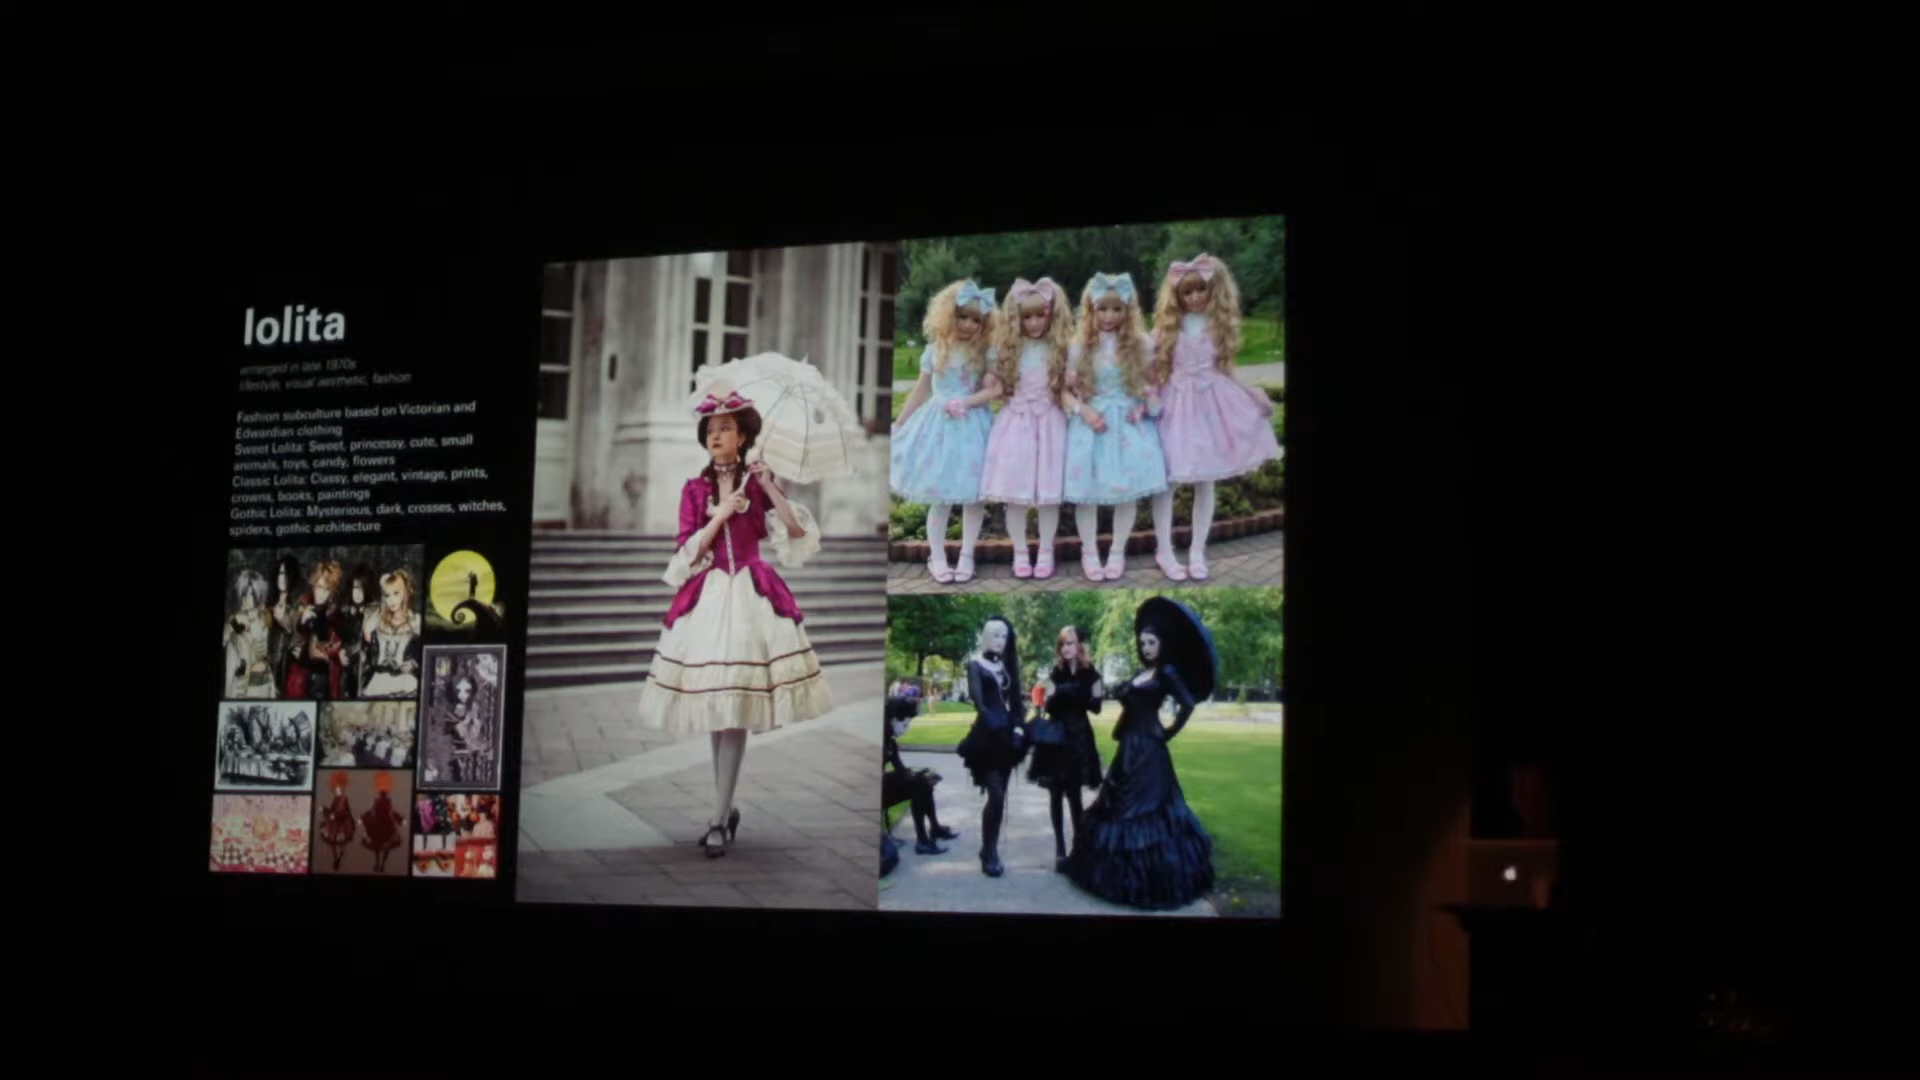 lolita
emerged in late 1970s
lifestyle, visual aesthetic, fashion
Fashion subculture based on Victorian and
Edwardian clothing
Sweet Lolita: Sweet, princessy, cute, small
animals, toys, candy, flowers
Classic Lolita: Classy, elegant, vintage, prints,
crowns, books, paintings
Gothic Lolita: Mysterious, dark, crosses, witches,
spiders, gothic architecture